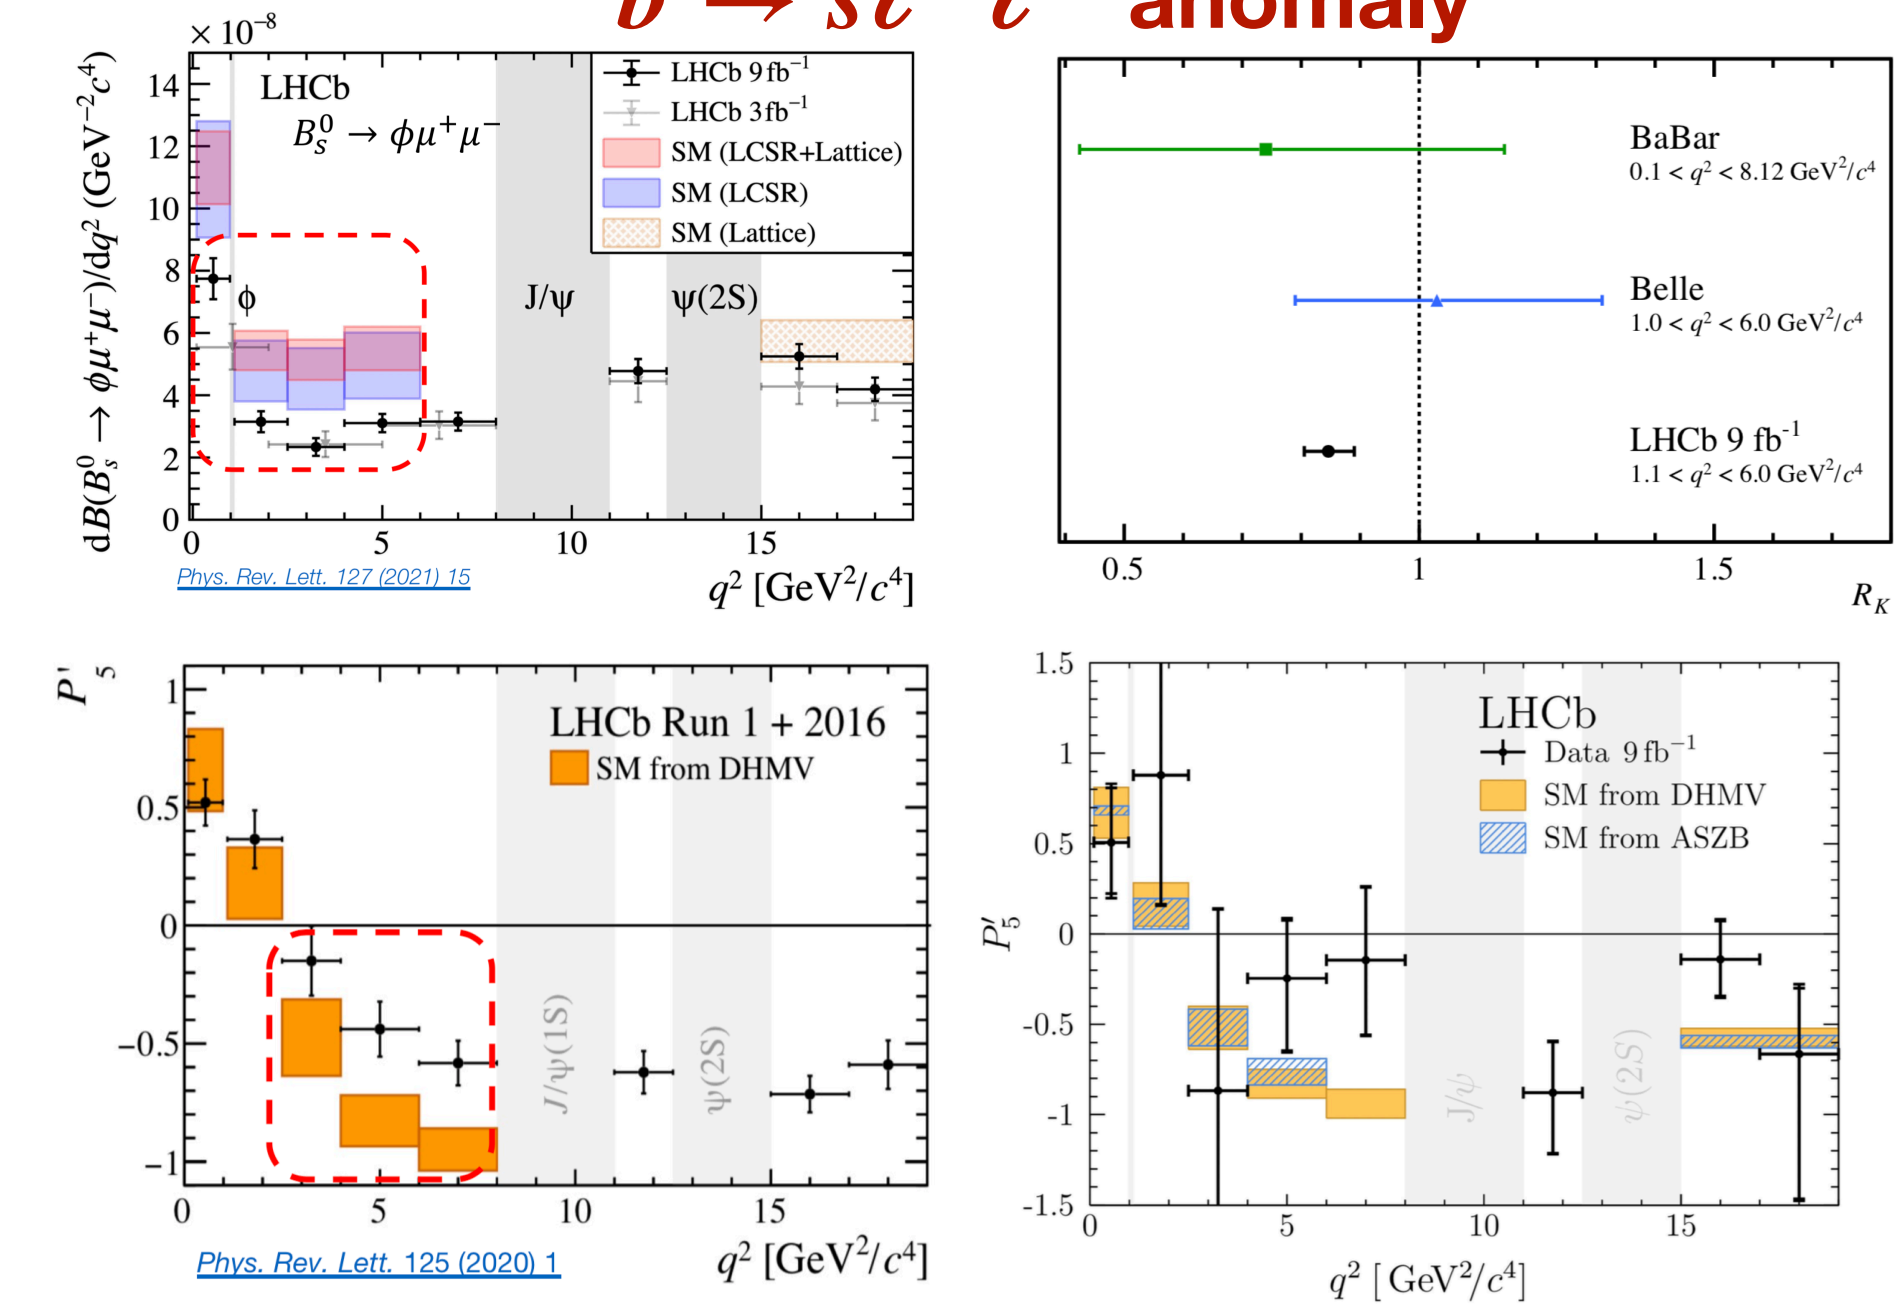 b → sℓ ℓ anomaly
× 10⁻⁸
dB(B⁰ₛ → ϕμ⁺μ⁻)/dq² (GeV⁻²c⁴)
14
12
10
8
6
4
2
0
LHCb
B⁰ₛ → ϕμ⁺μ⁻
LHCb 9 fb⁻¹
LHCb 3 fb⁻¹
SM (LCSR+Lattice)
SM (LCSR)
SM (Lattice)
ϕ
J/ψ
ψ(2S)
0 5 10 15
q² [GeV²/c⁴]
Phys. Rev. Lett. 127 (2021) 15
BaBar
0.1 < q² < 8.12 GeV²/c⁴
Belle
1.0 < q² < 6.0 GeV²/c⁴
LHCb 9 fb⁻¹
1.1 < q² < 6.0 GeV²/c⁴
0.5 1 1.5
R_K
P'₅
1
0.5
0
−0.5
−1
LHCb Run 1 + 2016
SM from DHMV
J/ψ(1S)
ψ(2S)
0 5 10 15
q² [GeV²/c⁴]
Phys. Rev. Lett. 125 (2020) 1
P'₅
1.5
1
0.5
0
-0.5
-1
-1.5
LHCb
Data 9 fb⁻¹
SM from DHMV
SM from ASZB
J/ψ
ψ(2S)
0 5 10 15
q² [GeV²/c⁴]